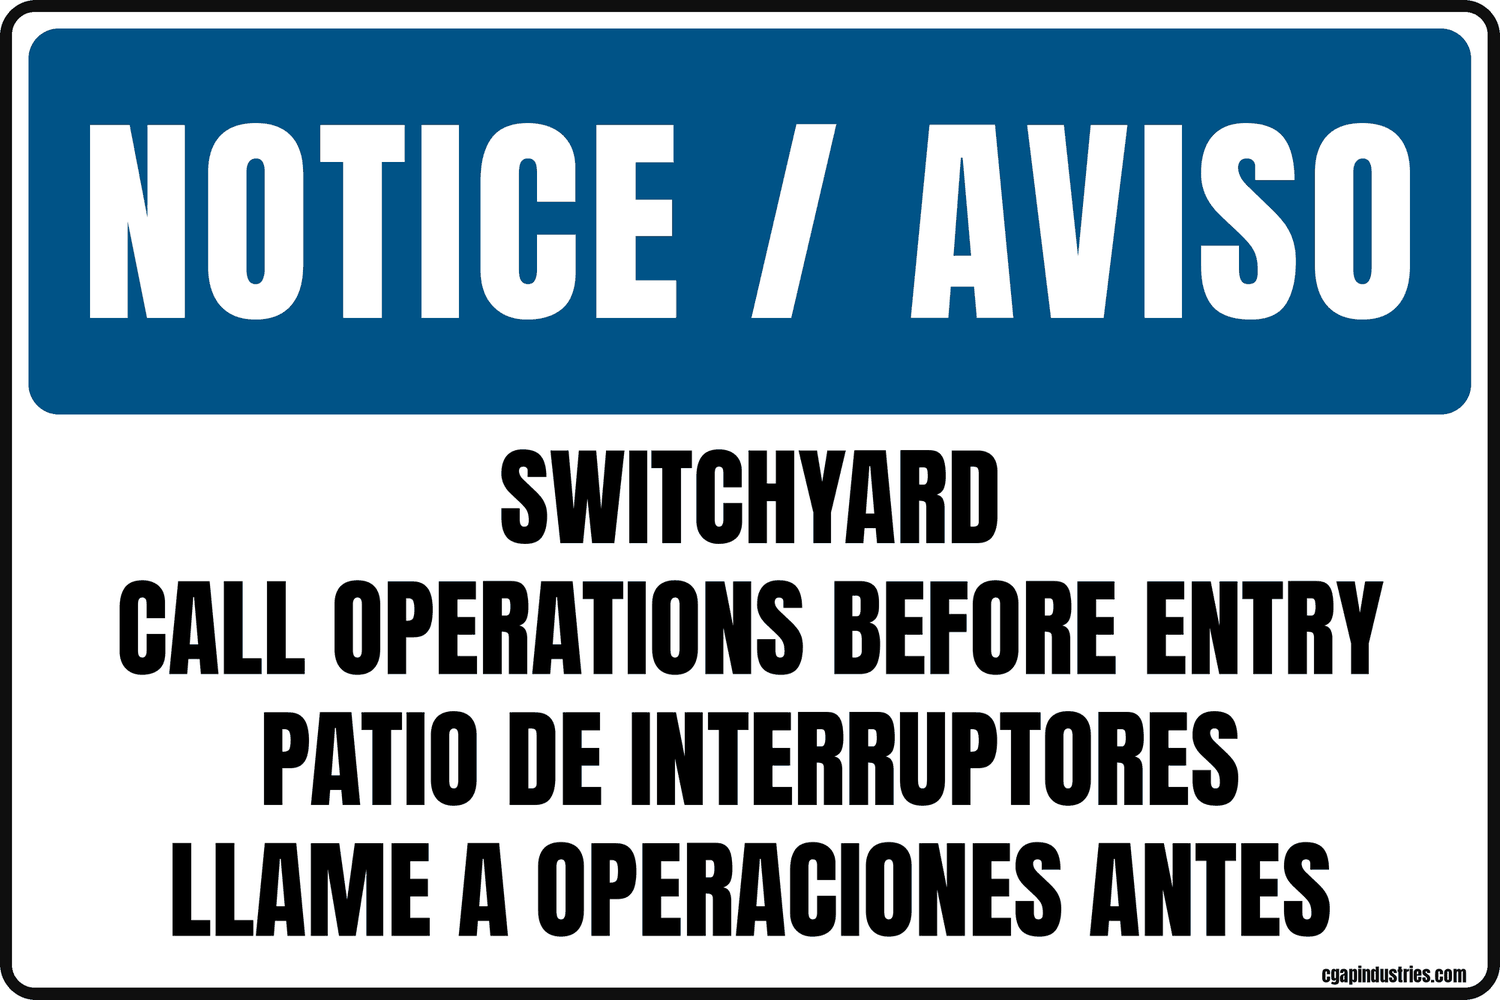 NOTICE / AVISO
SWITCHYARD
CALL OPERATIONS BEFORE ENTRY
PATIO DE INTERRUPTORES
LLAME A OPERACIONES ANTES
cgapindustries.com